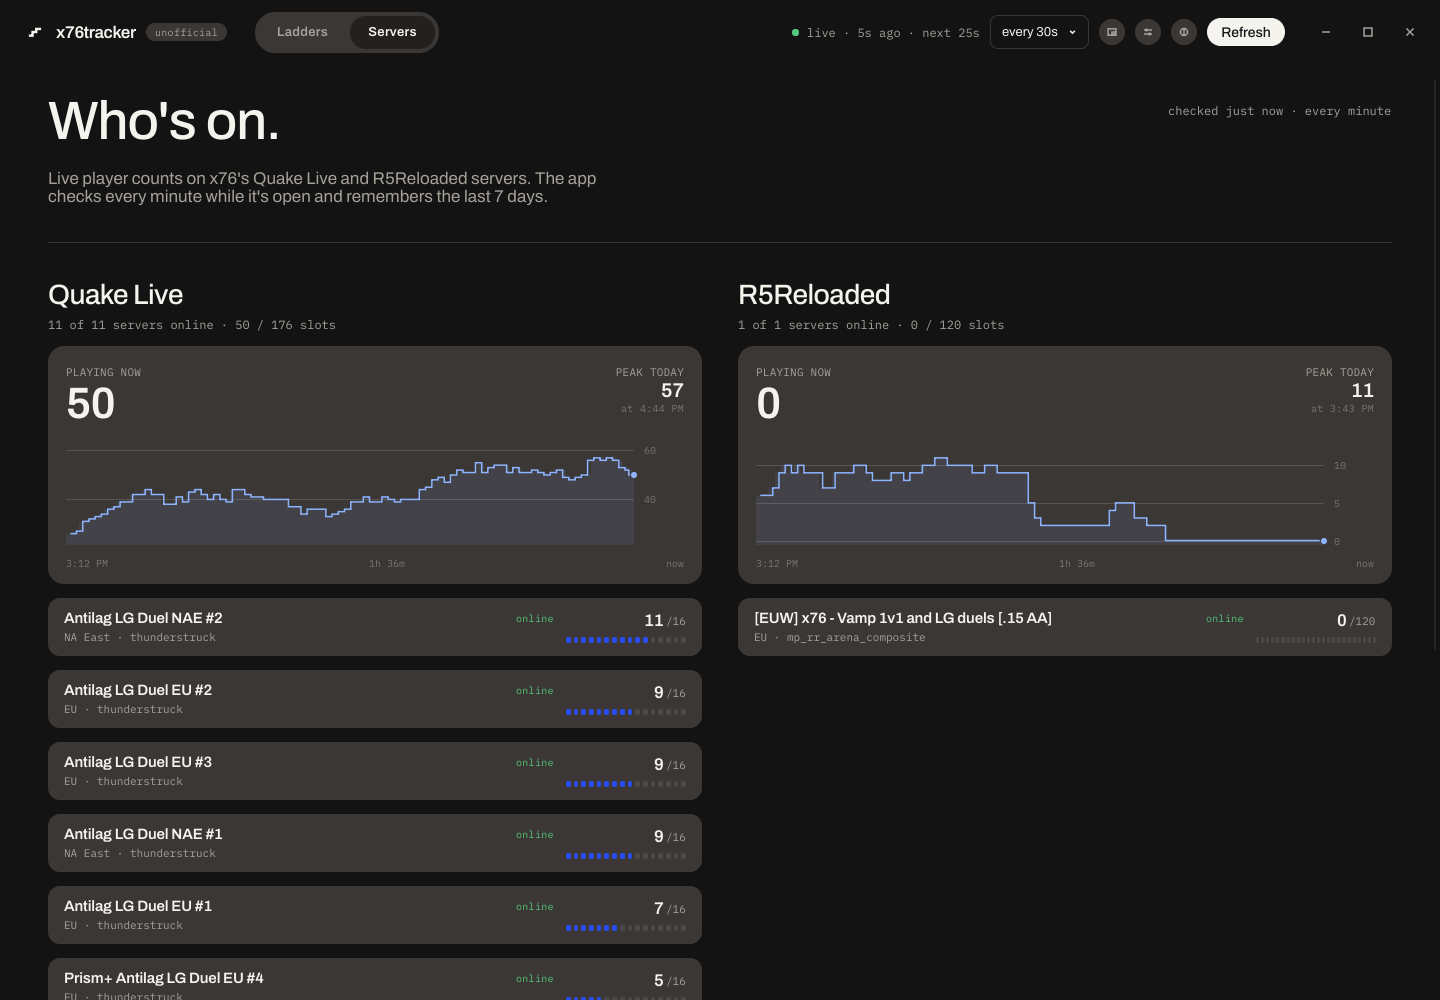 x76tracker
unofficial
Ladders
Servers
live · 5s ago · next 25s
every 30s
Refresh
Who's on.
checked just now · every minute
Live player counts on x76's Quake Live and R5Reloaded servers. The app
checks every minute while it's open and remembers the last 7 days.
Quake Live
11 of 11 servers online · 50 / 176 slots
PLAYING NOW
50
PEAK TODAY
57
at 4:44 PM
60
40
3:12 PM
1h 36m
now
Antilag LG Duel NAE #2
NA East · thunderstruck
online
11 /16
Antilag LG Duel EU #2
EU · thunderstruck
online
9 /16
Antilag LG Duel EU #3
EU · thunderstruck
online
9 /16
Antilag LG Duel NAE #1
NA East · thunderstruck
online
9 /16
Antilag LG Duel EU #1
EU · thunderstruck
online
7 /16
Prism+ Antilag LG Duel EU #4
EU · thunderstruck
online
5 /16
R5Reloaded
1 of 1 servers online · 0 / 120 slots
PLAYING NOW
0
PEAK TODAY
11
at 3:43 PM
10
5
0
3:12 PM
1h 36m
now
[EUW] x76 - Vamp 1v1 and LG duels [.15 AA]
EU · mp_rr_arena_composite
online
0 /120